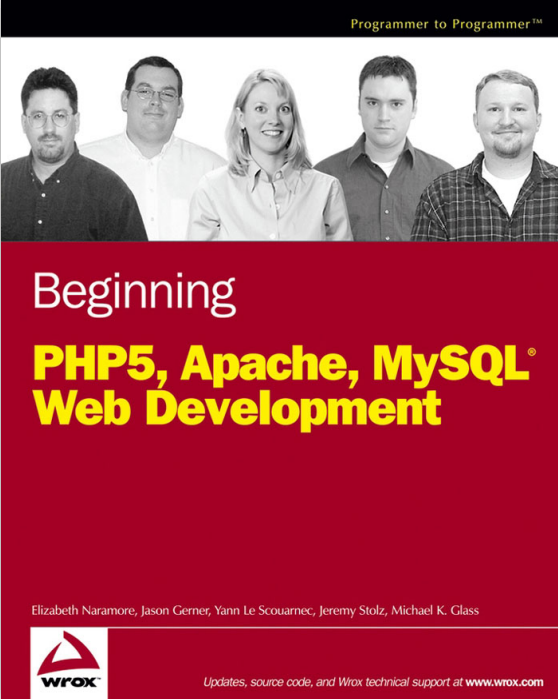 Programmer to Programmer™
Beginning
PHP5, Apache, MySQL®
Web Development
Elizabeth Naramore, Jason Gerner, Yann Le Scouarnec, Jeremy Stolz, Michael K. Glass
wrox™
Updates, source code, and Wrox technical support at www.wrox.com